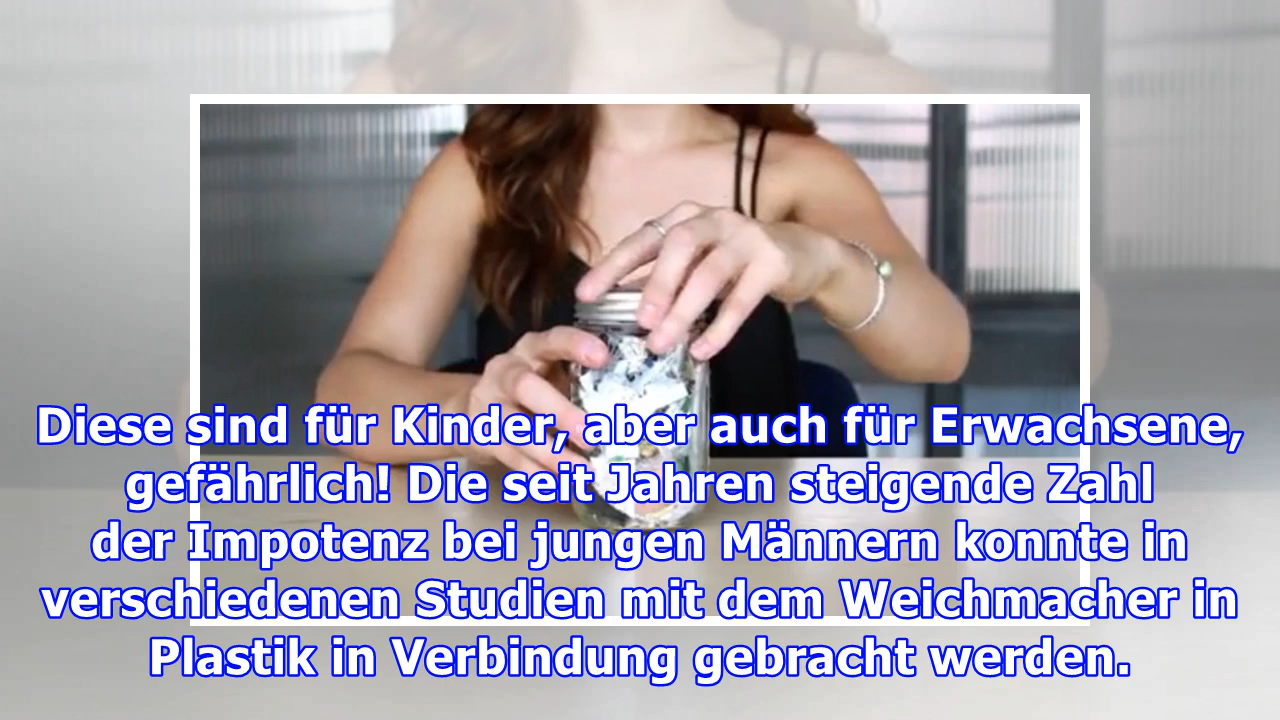 Diese sind für Kinder, aber auch für Erwachsene,
gefährlich! Die seit Jahren steigende Zahl
der Impotenz bei jungen Männern konnte in
verschiedenen Studien mit dem Weichmacher in
Plastik in Verbindung gebracht werden.